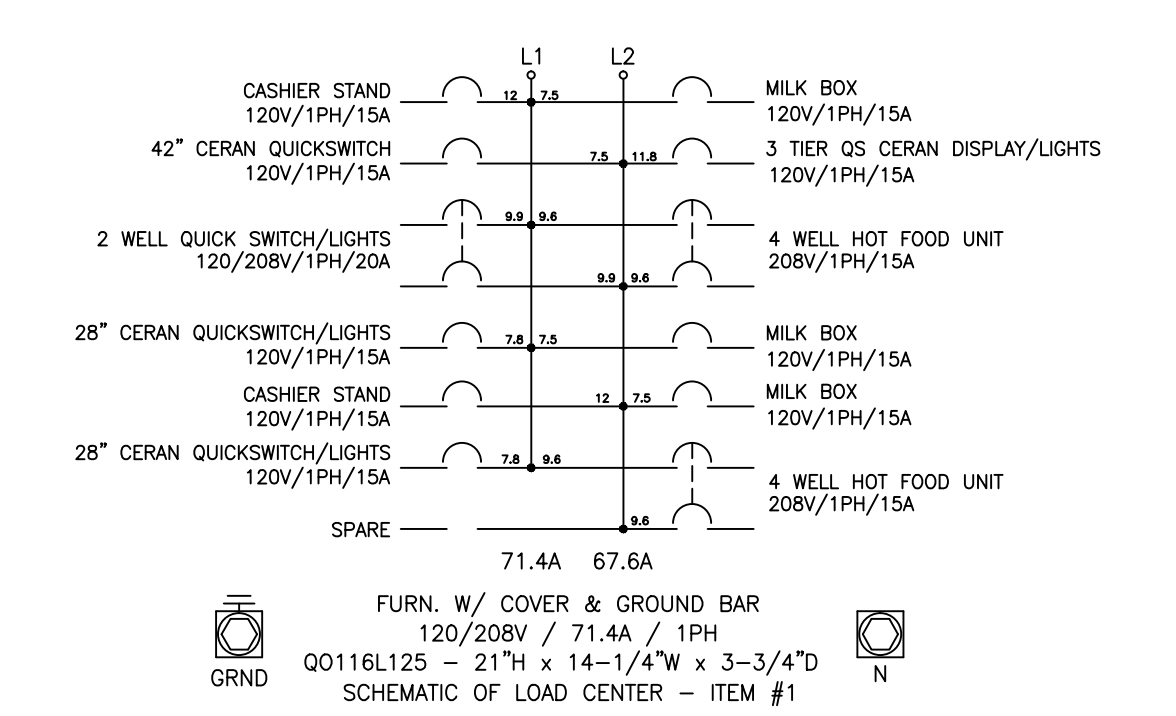 L1 L2
CASHIER STAND
120V/1PH/15A
12 7.5
MILK BOX
120V/1PH/15A
42" CERAN QUICKSWITCH
120V/1PH/15A
7.5 11.8
3 TIER QS CERAN DISPLAY/LIGHTS
120V/1PH/15A
9.9 9.6
2 WELL QUICK SWITCH/LIGHTS
120/208V/1PH/20A
4 WELL HOT FOOD UNIT
208V/1PH/15A
9.9 9.6
28" CERAN QUICKSWITCH/LIGHTS
120V/1PH/15A
7.8 7.5
MILK BOX
120V/1PH/15A
CASHIER STAND
120V/1PH/15A
12 7.5
MILK BOX
120V/1PH/15A
28" CERAN QUICKSWITCH/LIGHTS
120V/1PH/15A
7.8 9.6
4 WELL HOT FOOD UNIT
208V/1PH/15A
SPARE
9.6
71.4A 67.6A
FURN. W/ COVER & GROUND BAR
120/208V / 71.4A / 1PH
QO116L125 - 21"H x 14-1/4"W x 3-3/4"D
SCHEMATIC OF LOAD CENTER - ITEM #1
GRND
N